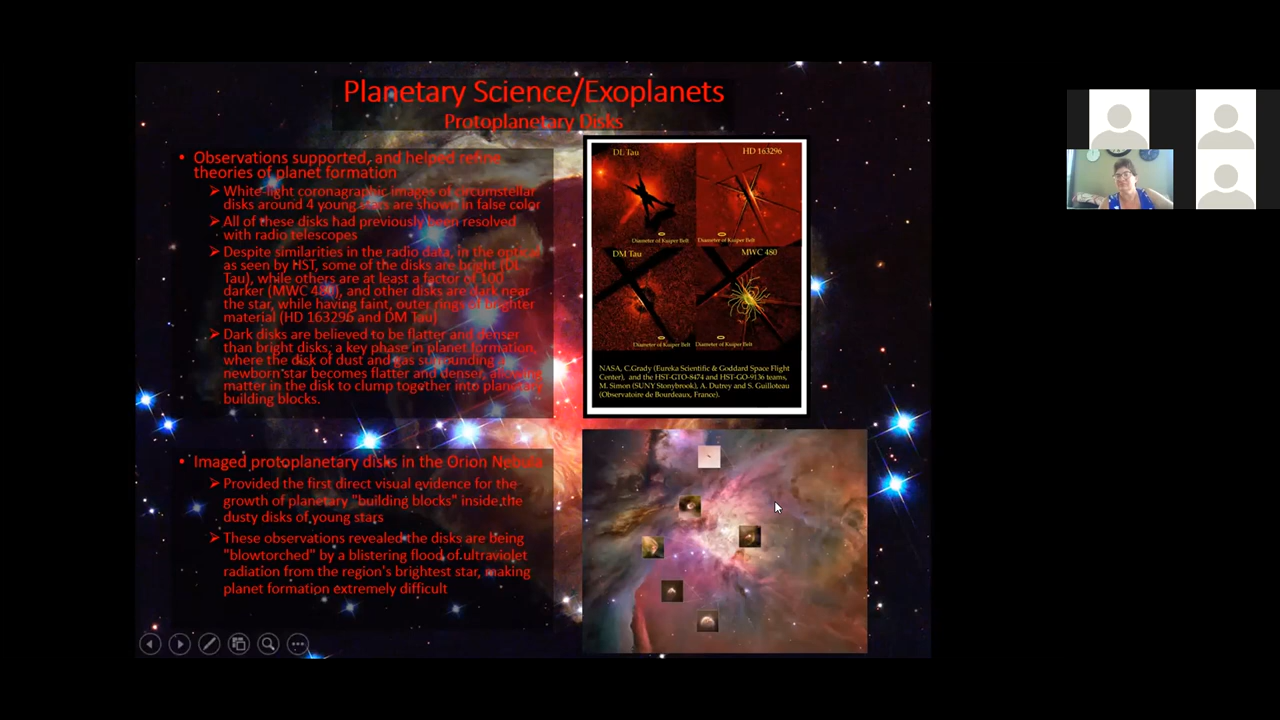 Planetary Science/Exoplanets
Protoplanetary Disks
• Observations supported, and helped refine
theories of planet formation
➢ White-light coronagraphic images of circumstellar
disks around 4 young stars are shown in false color
➢ All of these disks had previously been resolved
with radio telescopes
➢ Despite similarities in the radio data, in the optical
as seen by HST, some of the disks are bright (DL
Tau), while others are at least a factor of 100
darker (MWC 480), and other disks are dark near
the star, while having faint, outer rings of brighter
material (HD 163296 and DM Tau)
➢ Dark disks are believed to be flatter and denser
than bright disks, a key phase in planet formation,
where the disk of dust and gas surrounding a
newborn star becomes flatter and denser, allowing
matter in the disk to clump together into planetary
building blocks.
• Imaged protoplanetary disks in the Orion Nebula
➢ Provided the first direct visual evidence for the
growth of planetary "building blocks" inside the
dusty disks of young stars
➢ These observations revealed the disks are being
"blowtorched" by a blistering flood of ultraviolet
radiation from the region's brightest star, making
planet formation extremely difficult
DL Tau
HD 163296
Diameter of Kuiper Belt
Diameter of Kuiper Belt
DM Tau
MWC 480
Diameter of Kuiper Belt
Diameter of Kuiper Belt
NASA, C.Grady (Eureka Scientific & Goddard Space Flight
Center), and the HST-GTO-8474 and HST-GO-9136 teams,
M. Simon (SUNY Stonybrook), A. Dutrey and S. Guilloteau
(Observatoire de Bourdeaux, France).